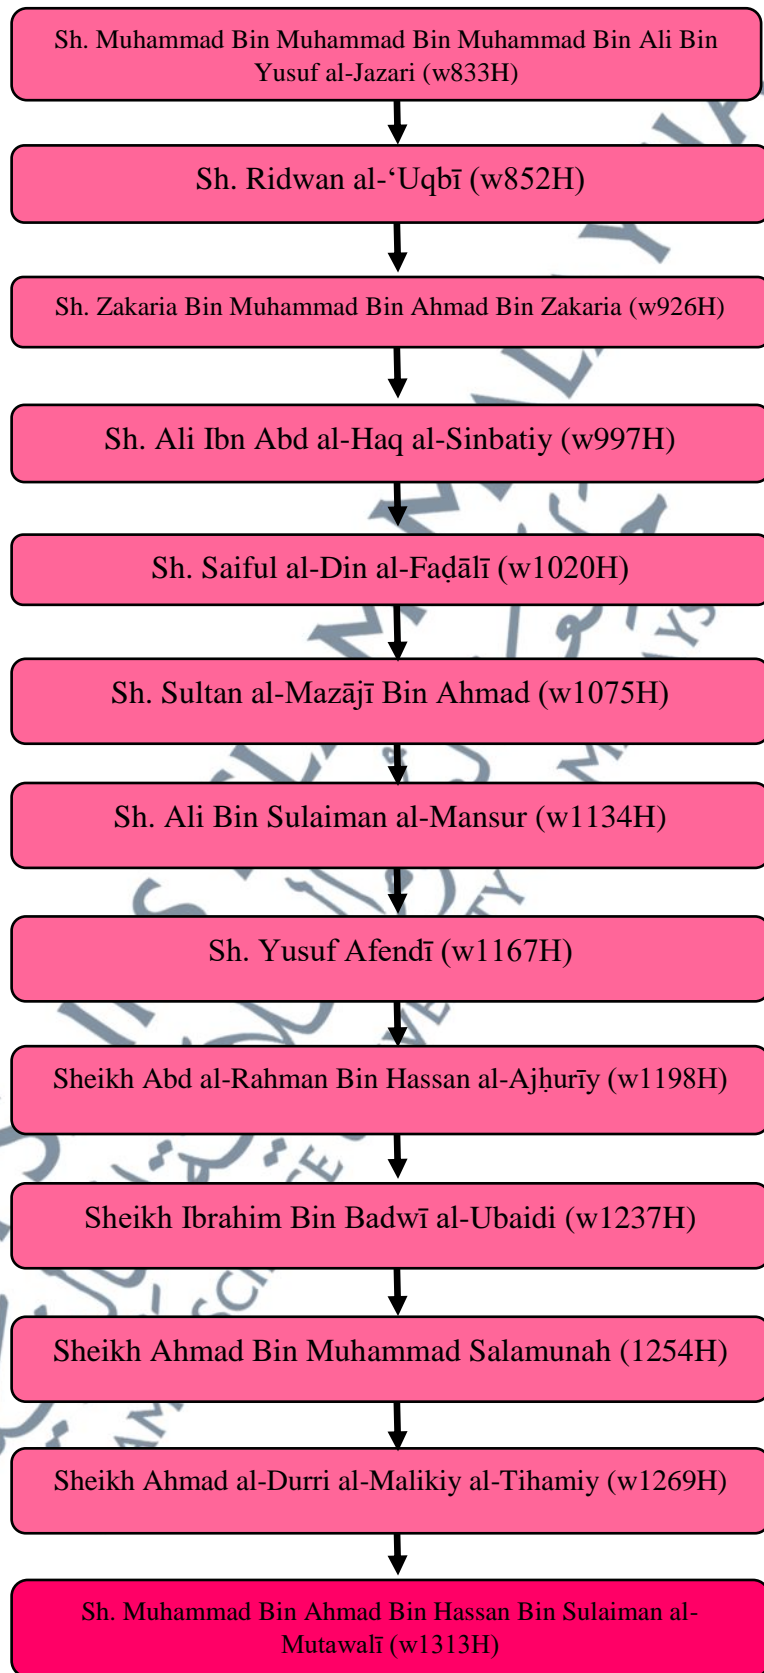 Sh. Muhammad Bin Muhammad Bin Muhammad Bin Ali Bin
Yusuf al-Jazari (w833H)
Sh. Ridwan al-‘Uqbī (w852H)
Sh. Zakaria Bin Muhammad Bin Ahmad Bin Zakaria (w926H)
Sh. Ali Ibn Abd al-Haq al-Sinbatiy (w997H)
Sh. Saiful al-Din al-Faḍālī (w1020H)
Sh. Sultan al-Mazājī Bin Ahmad (w1075H)
Sh. Ali Bin Sulaiman al-Mansur (w1134H)
Sh. Yusuf Afendī (w1167H)
Sheikh Abd al-Rahman Bin Hassan al-Ajḥurīy (w1198H)
Sheikh Ibrahim Bin Badwī al-Ubaidi (w1237H)
Sheikh Ahmad Bin Muhammad Salamunah (1254H)
Sheikh Ahmad al-Durri al-Malikiy al-Tihamiy (w1269H)
Sh. Muhammad Bin Ahmad Bin Hassan Bin Sulaiman al-
Mutawalī (w1313H)